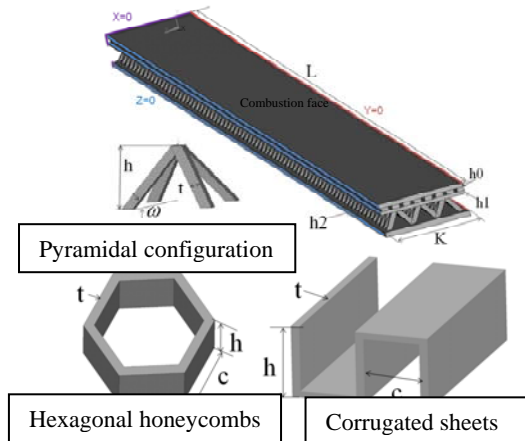 X=0
L
Z=0
Combustion face
Y=0
h
t
ω
h0
h1
h2
K
Pyramidal configuration
t
h
c
t
h
c
Hexagonal honeycombs
Corrugated sheets